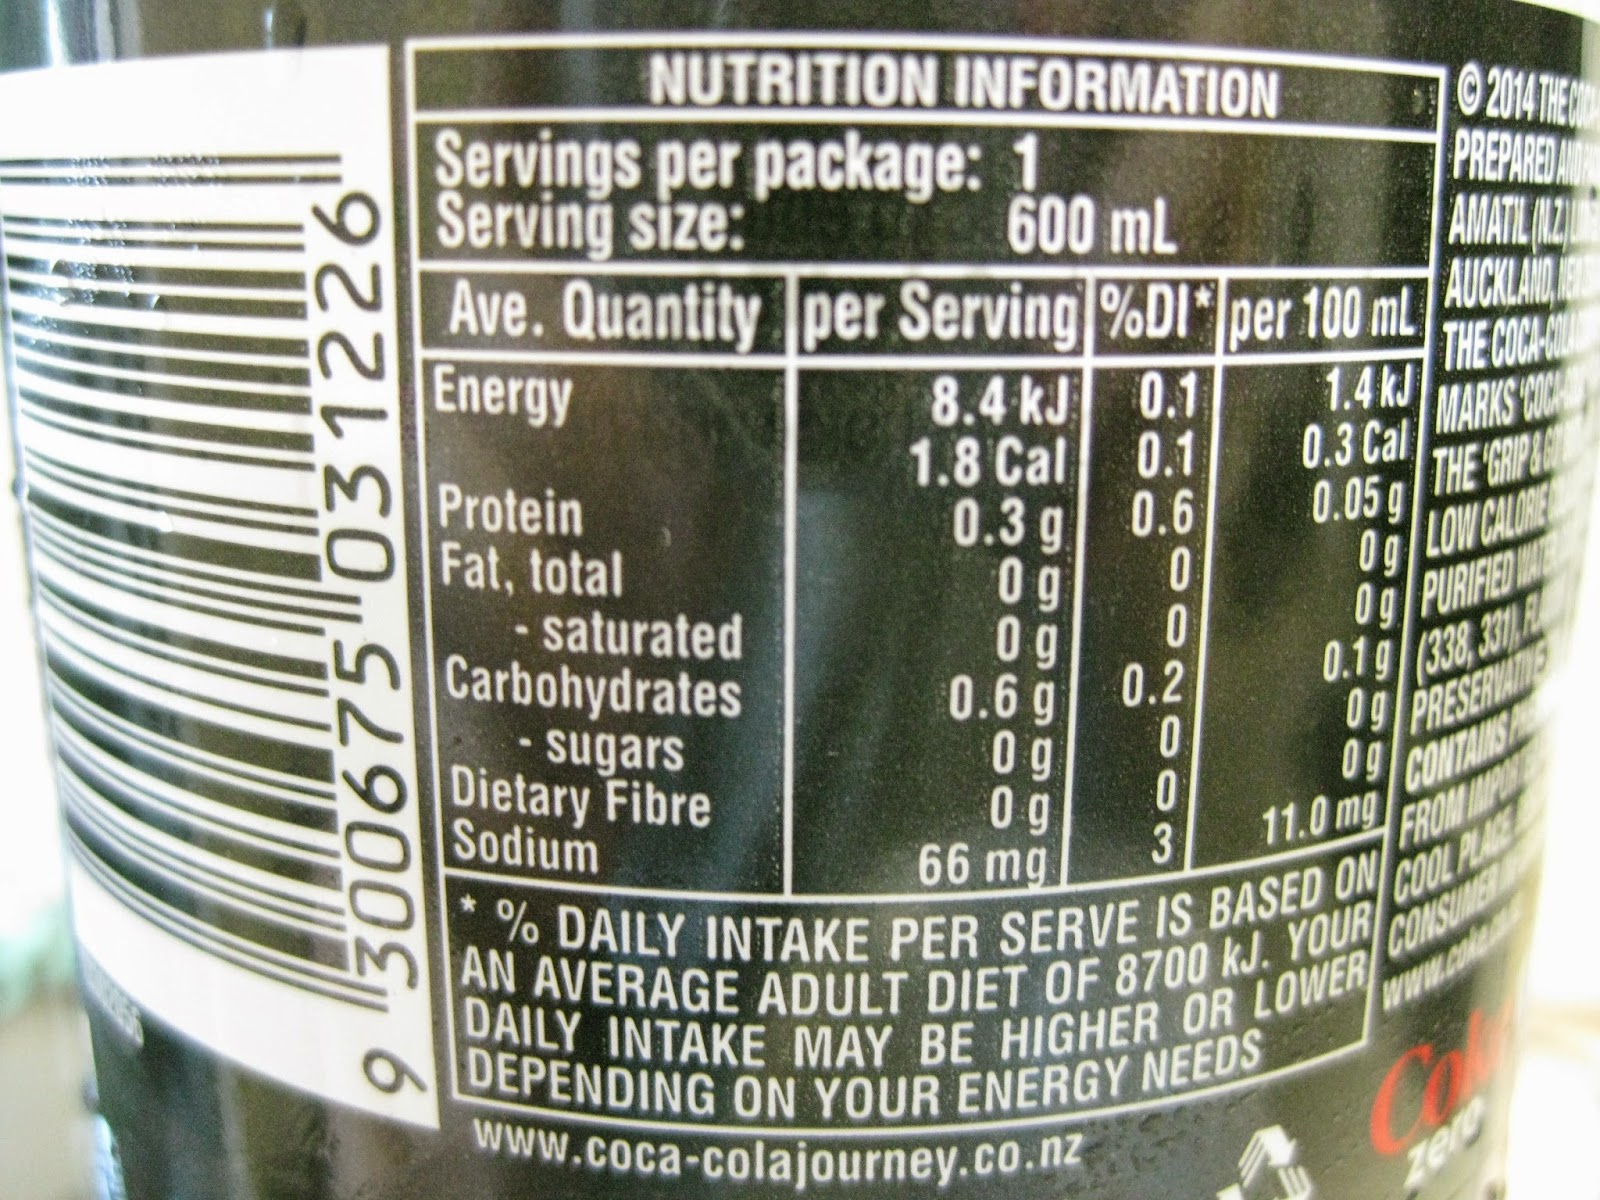 NUTRITION INFORMATION
Servings per package: 1
Serving size: 600 mL
Ave. Quantity per Serving %DI* per 100 mL
Energy 8.4 kJ 0.1 1.4 kJ
1.8 Cal 0.1 0.3 Cal
Protein 0.3 g 0.6 0.05 g
Fat, total 0 g 0 0 g
- saturated 0 g 0 0 g
Carbohydrates 0.6 g 0.2 0.1 g
- sugars 0 g 0 0 g
Dietary Fibre 0 g 0 0 g
Sodium 66 mg 3 11.0 mg
* % DAILY INTAKE PER SERVE IS BASED ON
AN AVERAGE ADULT DIET OF 8700 kJ. YOUR
DAILY INTAKE MAY BE HIGHER OR LOWER
DEPENDING ON YOUR ENERGY NEEDS
www.coca-colajourney.co.nz
9 300675 031226
© 2014 THE
PREPARED
AMATIL (N.Z.)
AUCKLAND,
THE COCA-COLA
MARKS
THE 'GRIP &
LOW CALORIE
PURIFIED
(338, 331),
CONTAINS
FROM
COOL PLACE
CONSUMER
zero